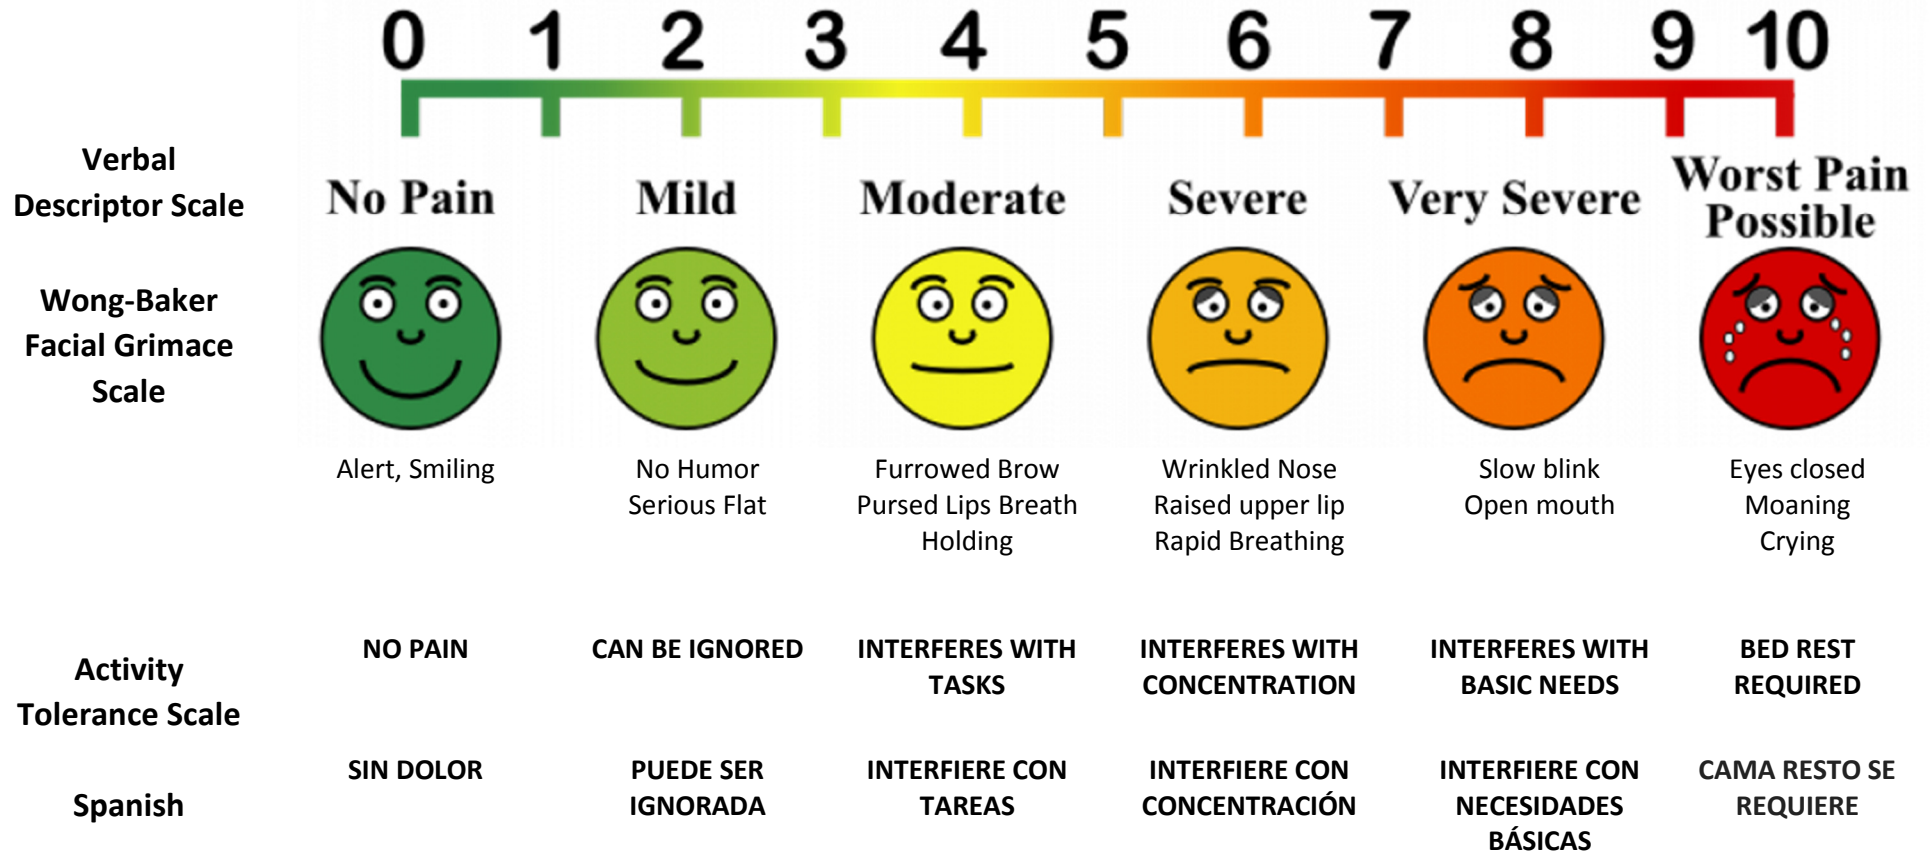 0 1 2 3 4 5 6 7 8 9 10
Verbal
Descriptor Scale
No Pain
Mild
Moderate
Severe
Very Severe
Worst Pain
Possible
Wong-Baker
Facial Grimace
Scale
Alert, Smiling
No Humor
Serious Flat
Furrowed Brow
Pursed Lips Breath
Holding
Wrinkled Nose
Raised upper lip
Rapid Breathing
Slow blink
Open mouth
Eyes closed
Moaning
Crying
Activity
Tolerance Scale
NO PAIN
CAN BE IGNORED
INTERFERES WITH
TASKS
INTERFERES WITH
CONCENTRATION
INTERFERES WITH
BASIC NEEDS
BED REST
REQUIRED
Spanish
SIN DOLOR
PUEDE SER
IGNORADA
INTERFIERE CON
TAREAS
INTERFIERE CON
CONCENTRACIÓN
INTERFIERE CON
NECESIDADES
BÁSICAS
CAMA RESTO SE
REQUIERE